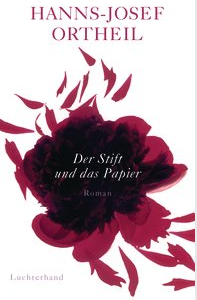 HANNS-JOSEF
ORTHEIL
Der Stift
und das Papier
Roman
Luchterhand